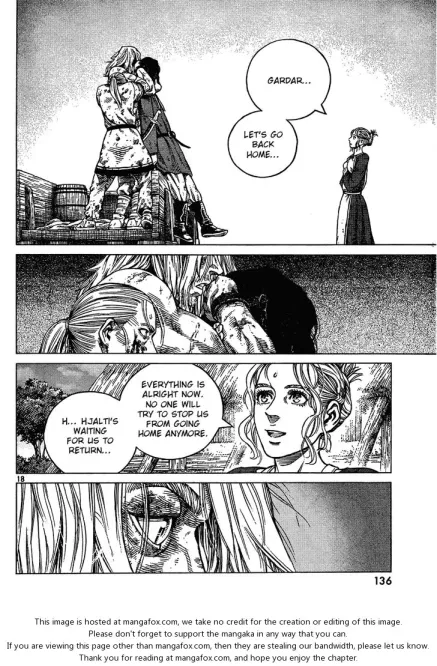 GARDAR...
LET'S GO
BACK
HOME...
EVERYTHING IS
ALRIGHT NOW.
NO ONE WILL
TRY TO STOP US
FROM GOING
HOME ANYMORE.
H... HJALTI'S
WAITING
FOR US TO
RETURN...
18
136
This image is hosted at mangafox.com, we take no credit for the creation or editing of this image.
Please don't forget to support the mangaka in any way that you can.
If you are viewing this page other than mangafox.com, then they are stealing our bandwidth, please let us know.
Thank you for reading at mangafox.com, and hope you enjoy the chapter.